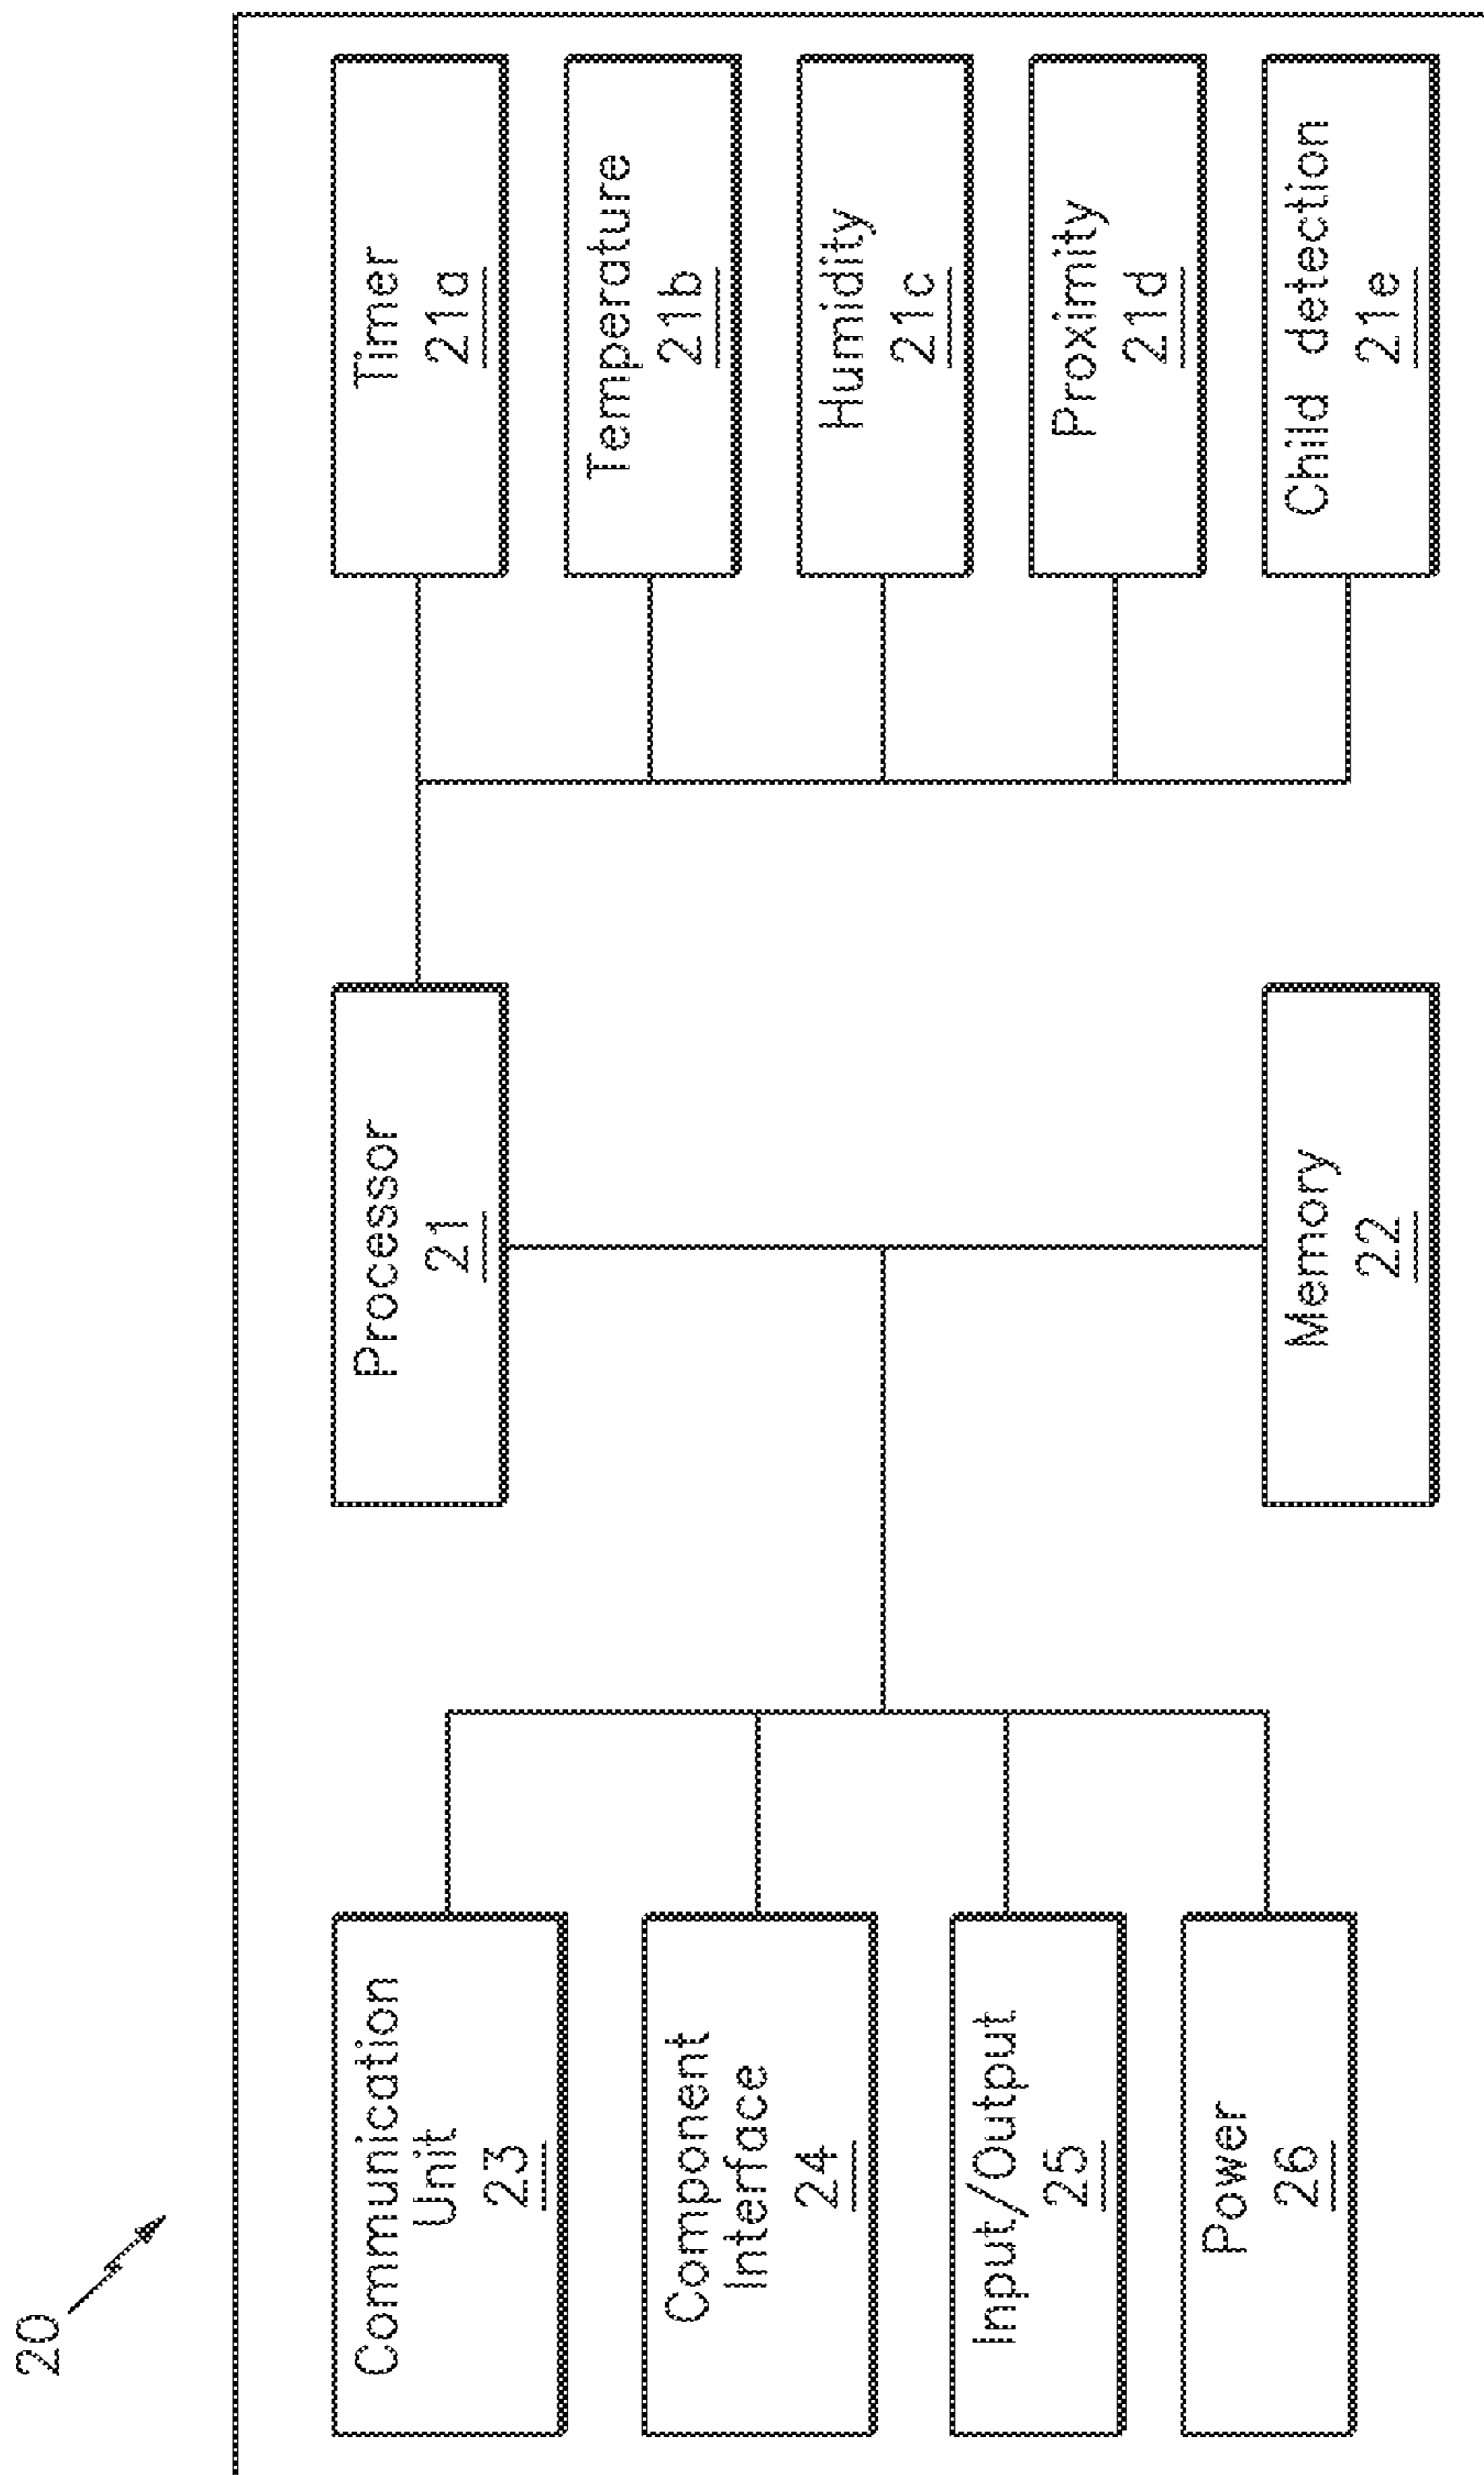 20
Communication
Unit
23
Component
Interface
24
Input/Output
25
Power
26
Processor
21
Memory
22
Timer
21a
Temperature
21b
Humidity
21c
Proximity
21d
Child detection
21e